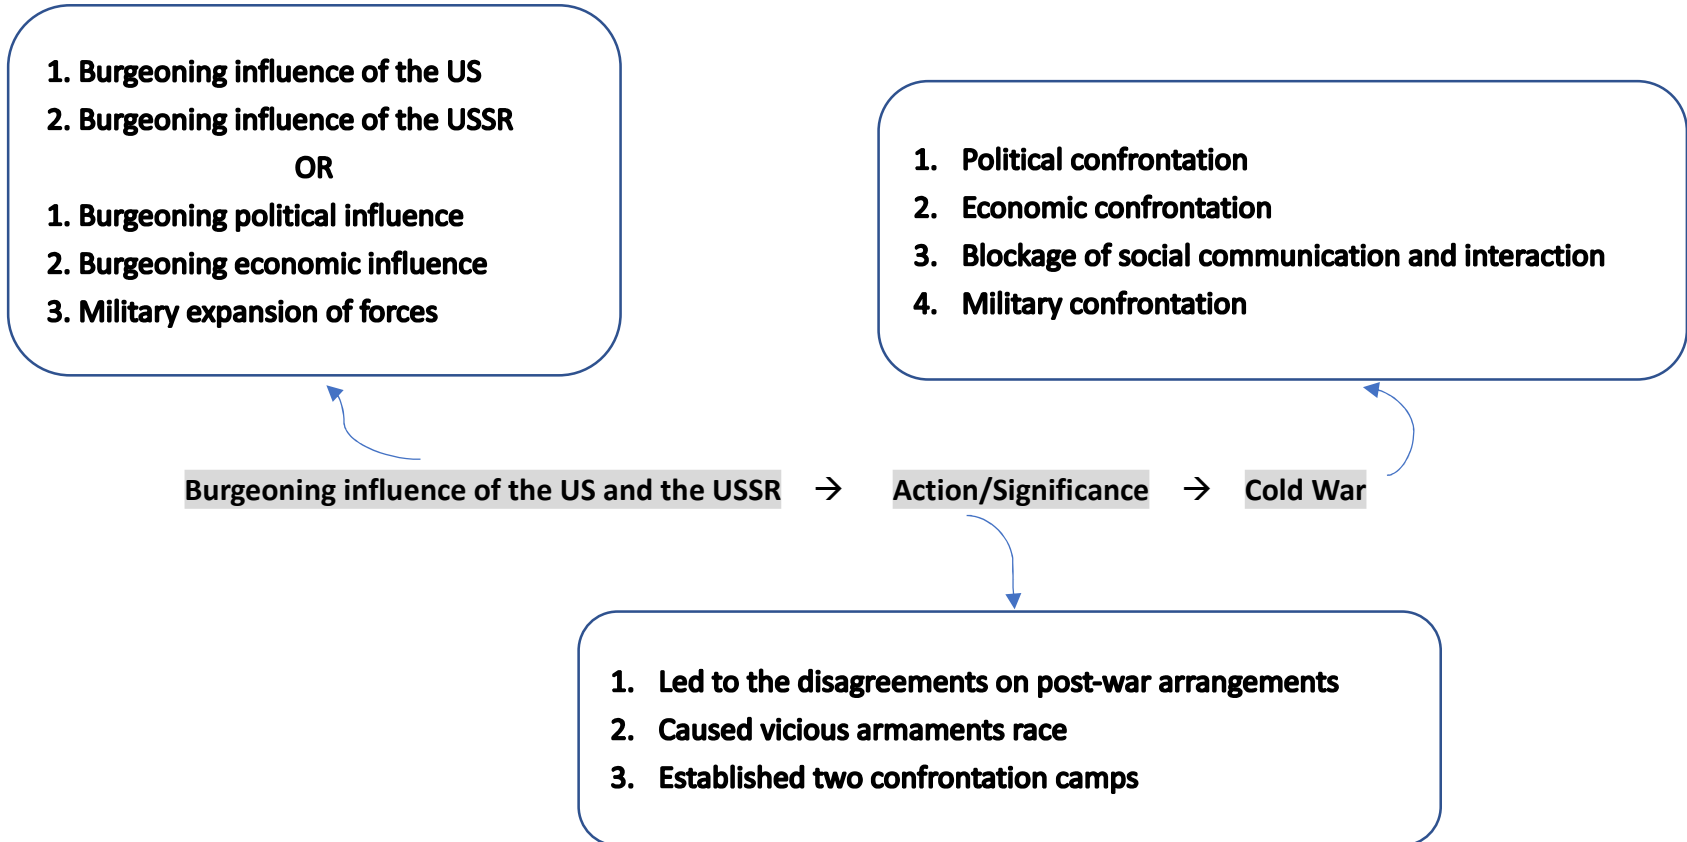 1. Burgeoning influence of the US
2. Burgeoning influence of the USSR
OR
1. Burgeoning political influence
2. Burgeoning economic influence
3. Military expansion of forces
1. Political confrontation
2. Economic confrontation
3. Blockage of social communication and interaction
4. Military confrontation
Burgeoning influence of the US and the USSR → Action/Significance → Cold War
1. Led to the disagreements on post-war arrangements
2. Caused vicious armaments race
3. Established two confrontation camps